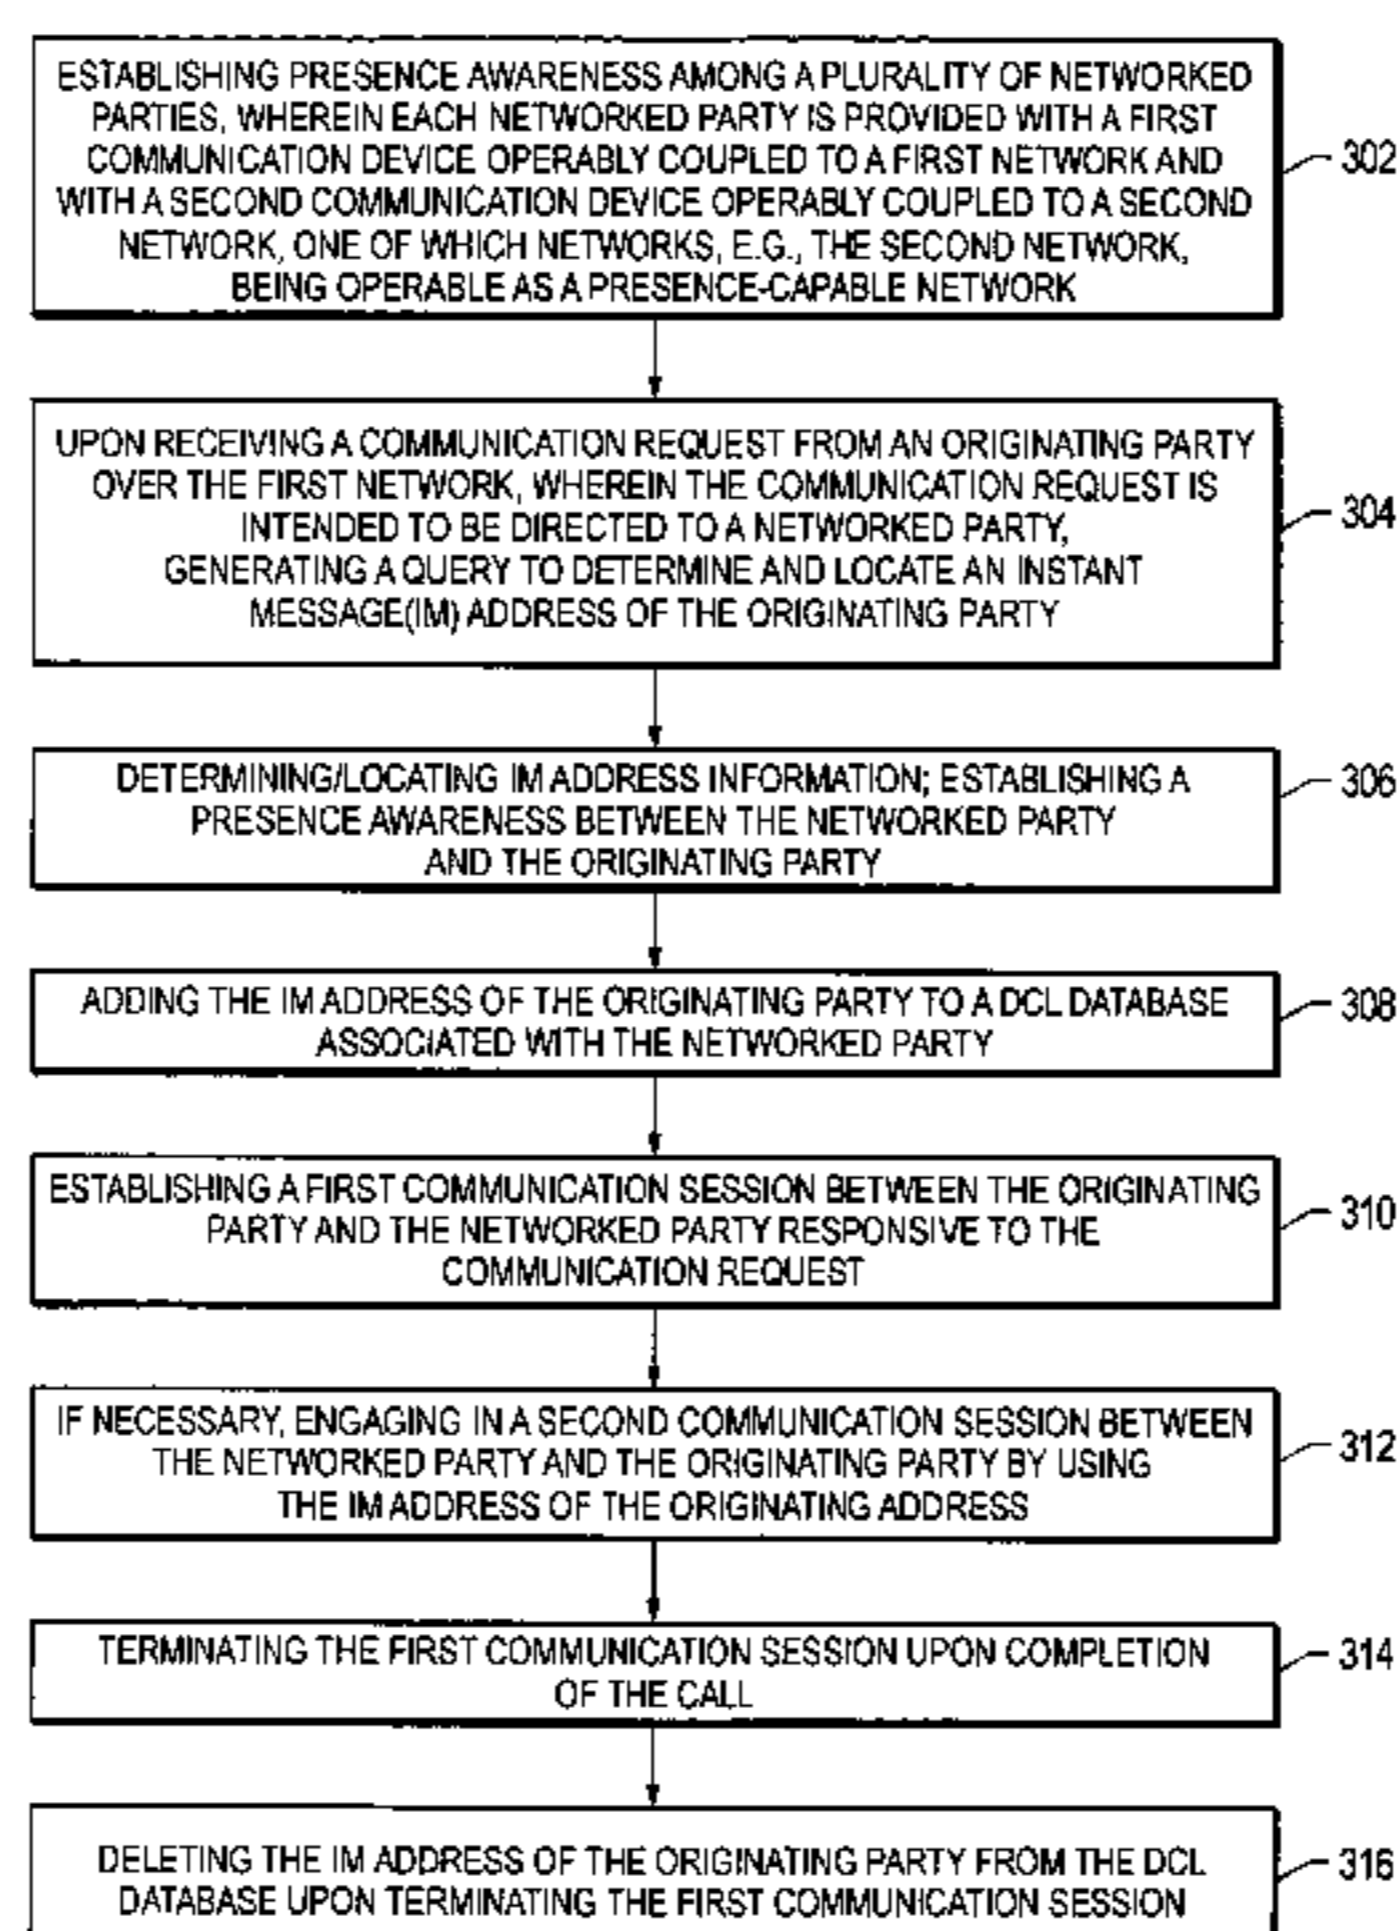 ESTABLISHING PRESENCE AWARENESS AMONG A PLURALITY OF NETWORKED
PARTIES, WHEREIN EACH NETWORKED PARTY IS PROVIDED WITH A FIRST
COMMUNICATION DEVICE OPERABLY COUPLED TO A FIRST NETWORK AND
WITH A SECOND COMMUNICATION DEVICE OPERABLY COUPLED TO A SECOND
NETWORK, ONE OF WHICH NETWORKS, E.G., THE SECOND NETWORK,
BEING OPERABLE AS A PRESENCE-CAPABLE NETWORK
302
UPON RECEIVING A COMMUNICATION REQUEST FROM AN ORIGINATING PARTY
OVER THE FIRST NETWORK, WHEREIN THE COMMUNICATION REQUEST IS
INTENDED TO BE DIRECTED TO A NETWORKED PARTY,
GENERATING A QUERY TO DETERMINE AND LOCATE AN INSTANT
MESSAGE(IM) ADDRESS OF THE ORIGINATING PARTY
304
DETERMINING/LOCATING IM ADDRESS INFORMATION; ESTABLISHING A
PRESENCE AWARENESS BETWEEN THE NETWORKED PARTY
AND THE ORIGINATING PARTY
306
ADDING THE IM ADDRESS OF THE ORIGINATING PARTY TO A DCL DATABASE
ASSOCIATED WITH THE NETWORKED PARTY
308
ESTABLISHING A FIRST COMMUNICATION SESSION BETWEEN THE ORIGINATING
PARTY AND THE NETWORKED PARTY RESPONSIVE TO THE
COMMUNICATION REQUEST
310
IF NECESSARY, ENGAGING IN A SECOND COMMUNICATION SESSION BETWEEN
THE NETWORKED PARTY AND THE ORIGINATING PARTY BY USING
THE IM ADDRESS OF THE ORIGINATING ADDRESS
312
TERMINATING THE FIRST COMMUNICATION SESSION UPON COMPLETION
OF THE CALL
314
DELETING THE IM ADDRESS OF THE ORIGINATING PARTY FROM THE DCL
DATABASE UPON TERMINATING THE FIRST COMMUNICATION SESSION
316